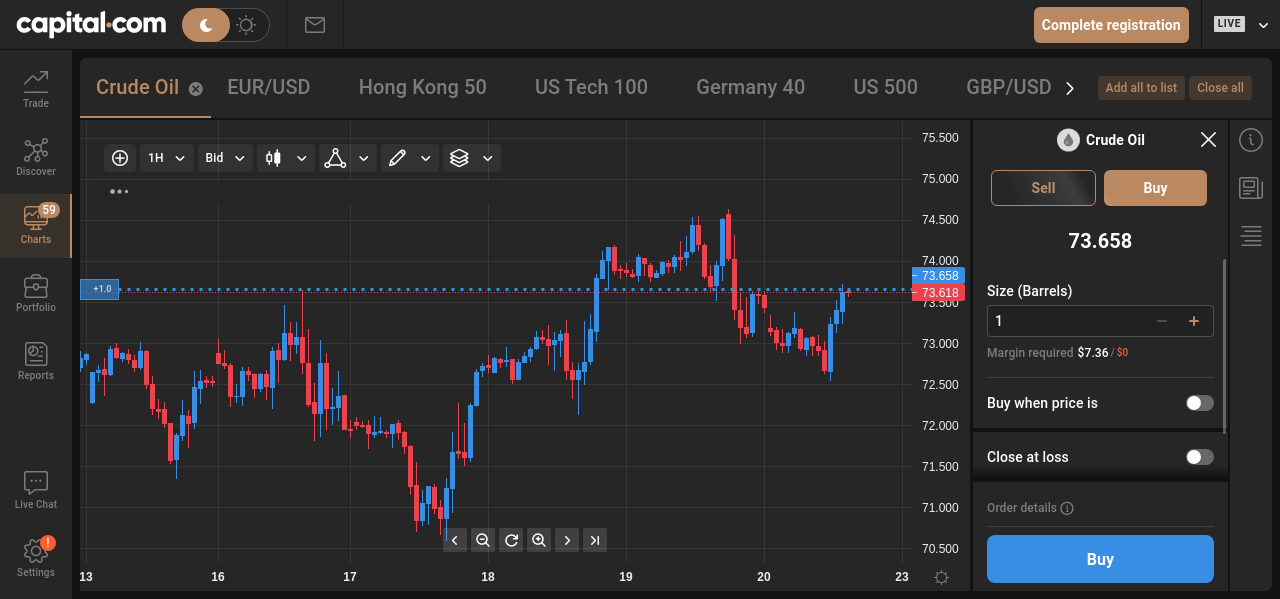 capital.com
Complete registration
LIVE
Trade
Discover
59
Charts
Portfolio
Reports
Live Chat
!
Settings
Crude Oil
EUR/USD
Hong Kong 50
US Tech 100
Germany 40
US 500
GBP/USD
Add all to list
Close all
1H
Bid
+1.0
75.500
75.000
74.500
74.000
73.658
73.618
73.500
73.000
72.500
72.000
71.500
71.000
70.500
13
16
17
18
19
20
23
Crude Oil
Sell
Buy
73.658
Size (Barrels)
1
Margin required $7.36 / $0
Buy when price is
Close at loss
Order details
Buy